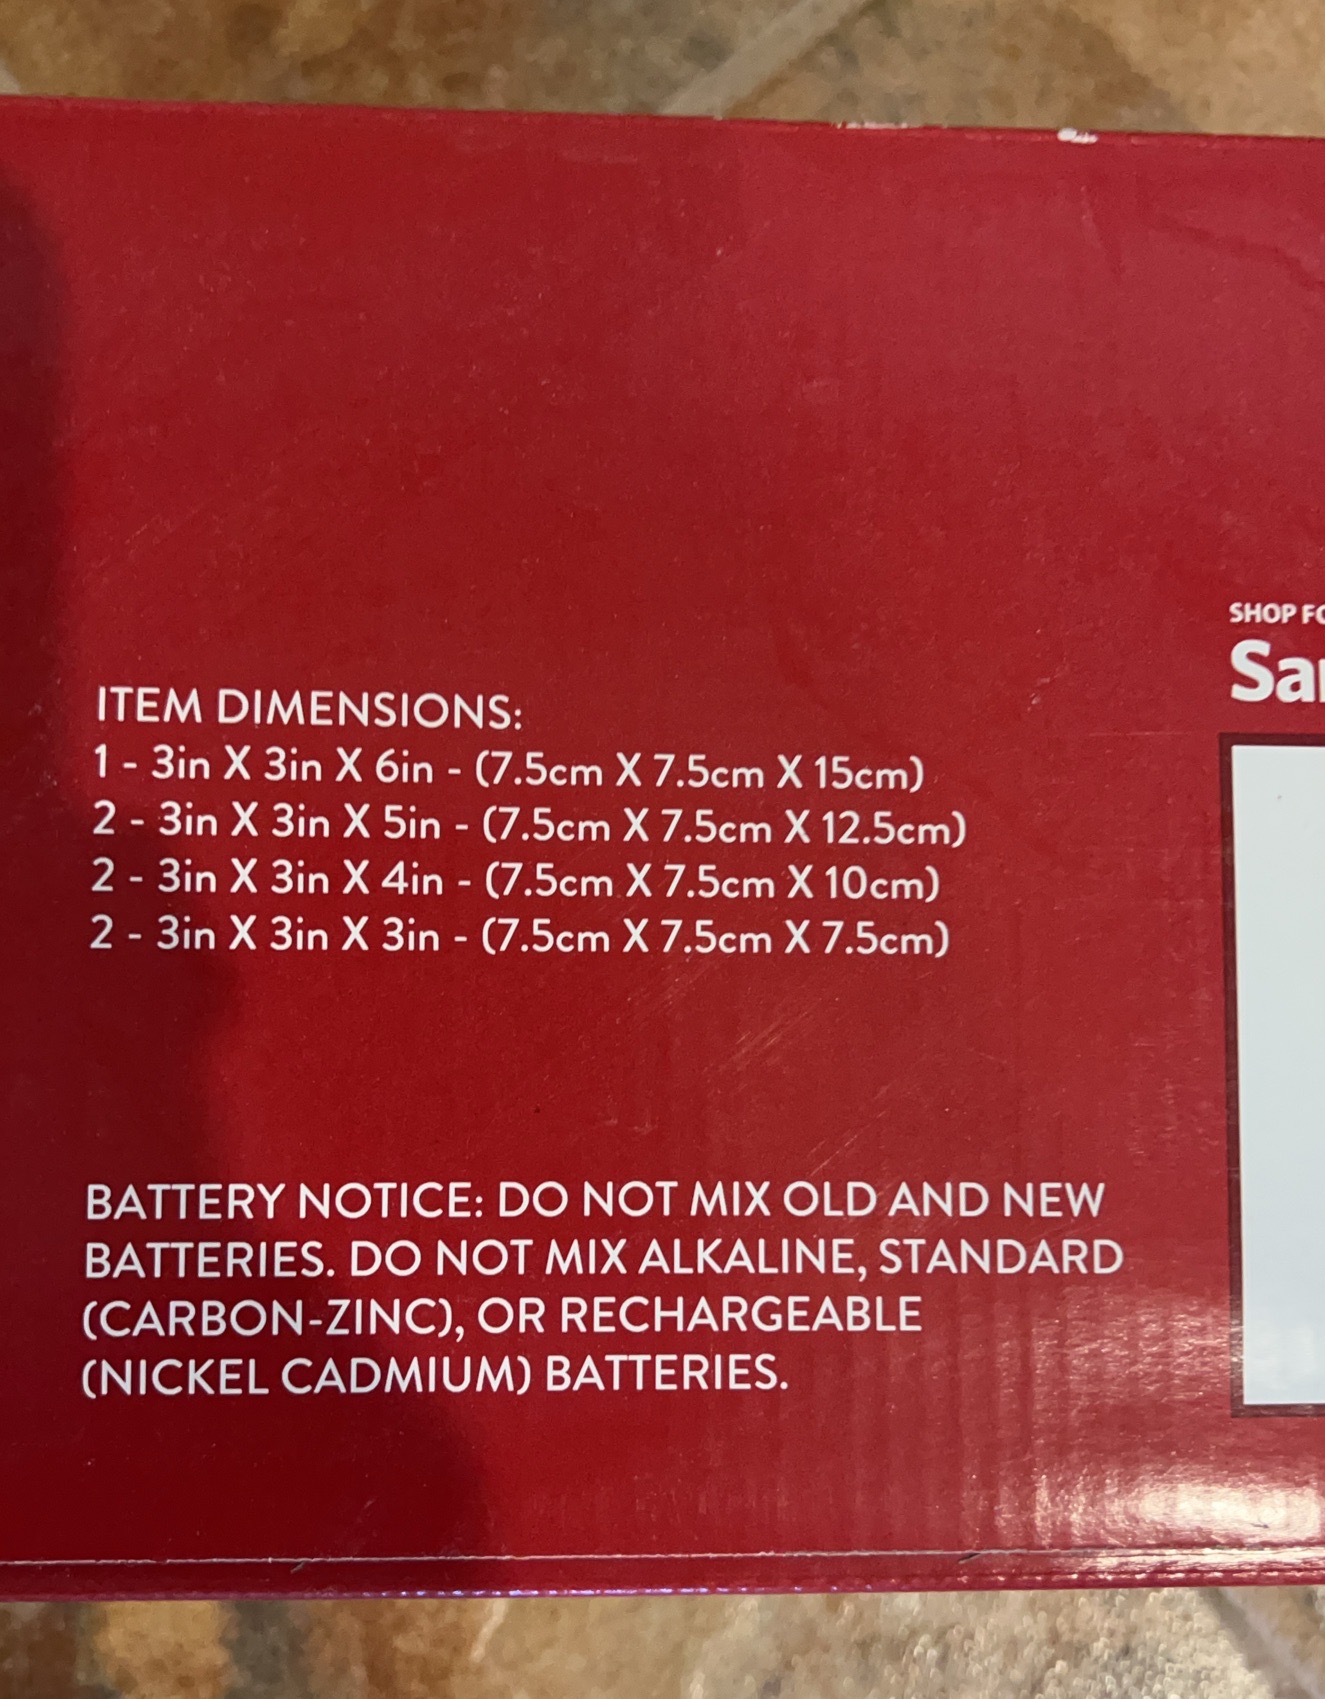 ITEM DIMENSIONS:
1 - 3in X 3in X 6in - (7.5cm X 7.5cm X 15cm)
2 - 3in X 3in X 5in - (7.5cm X 7.5cm X 12.5cm)
2 - 3in X 3in X 4in - (7.5cm X 7.5cm X 10cm)
2 - 3in X 3in X 3in - (7.5cm X 7.5cm X 7.5cm)
BATTERY NOTICE: DO NOT MIX OLD AND NEW
BATTERIES. DO NOT MIX ALKALINE, STANDARD
(CARBON-ZINC), OR RECHARGEABLE
(NICKEL CADMIUM) BATTERIES.
SHOP